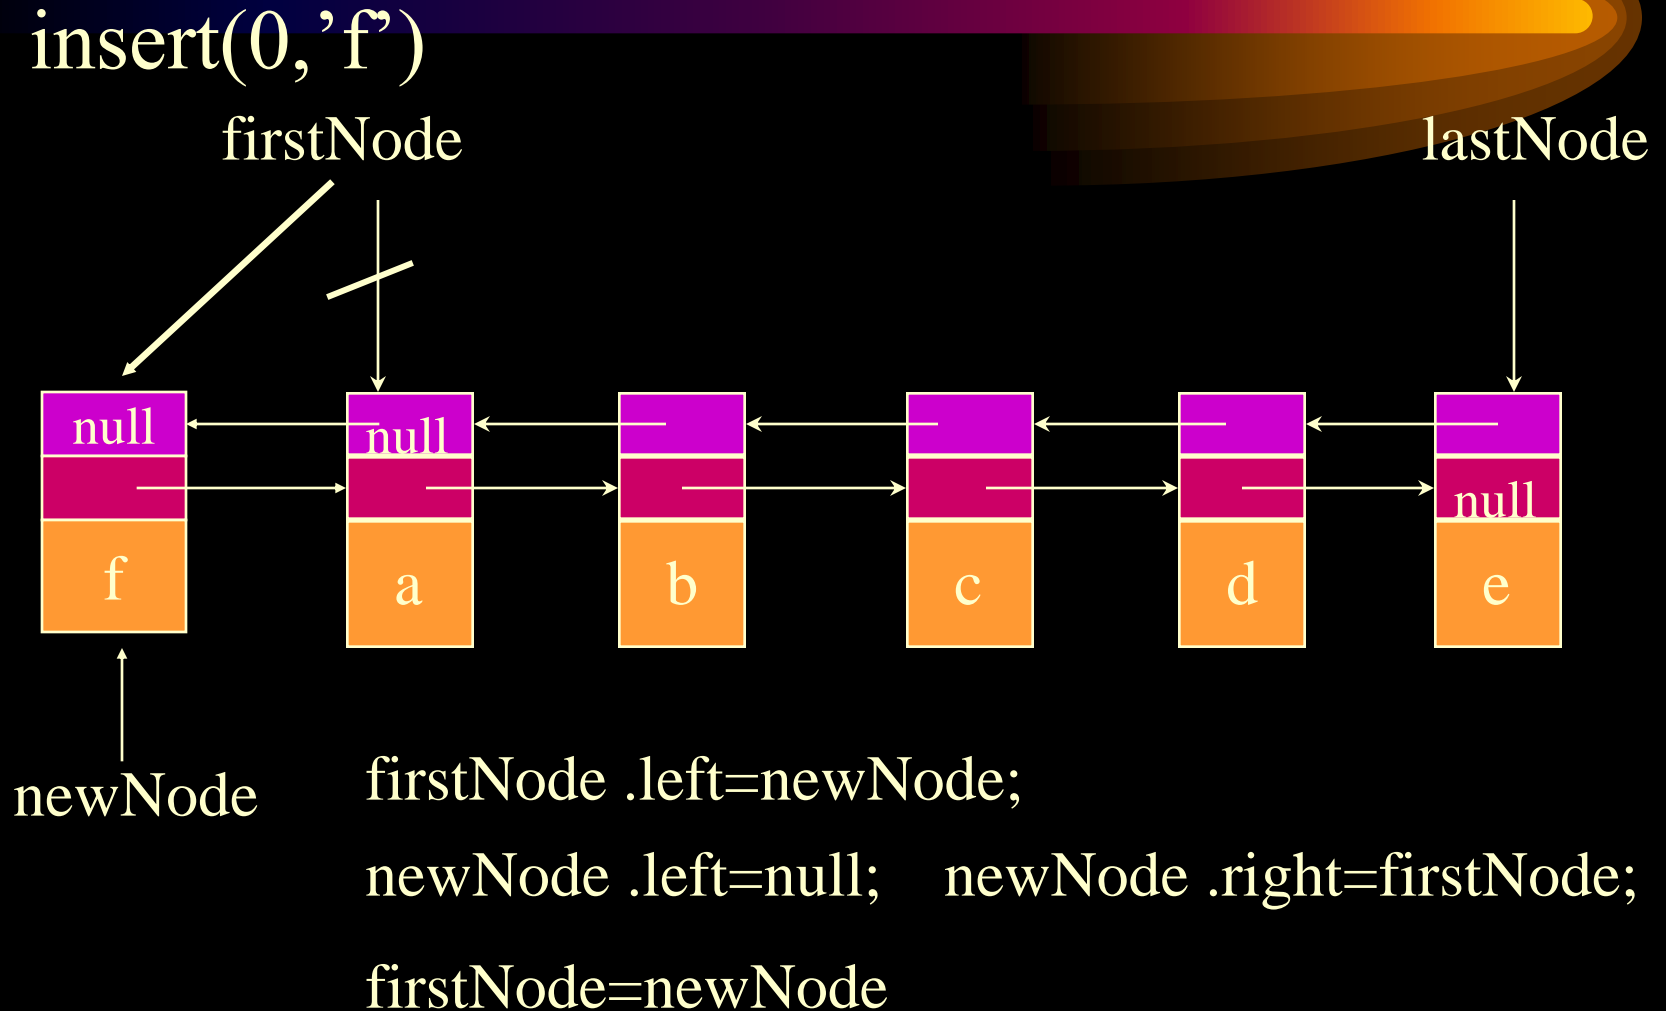 insert(0,’f’)
firstNode lastNode
null null
null
f a b c d e
newNode
firstNode .left=newNode;
newNode .left=null; newNode .right=firstNode;
firstNode=newNode